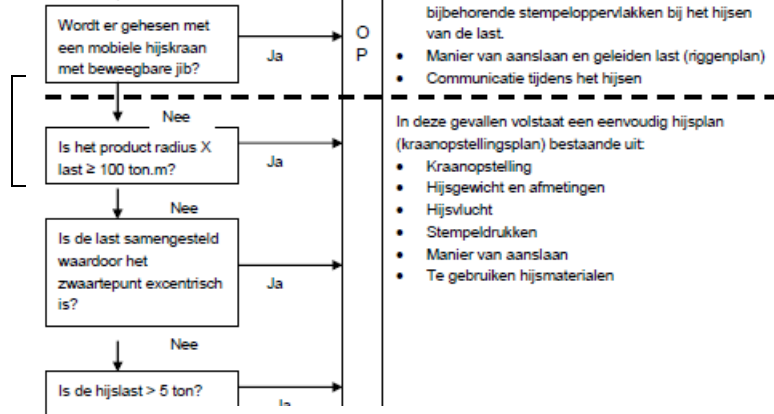 Wordt er gehesen met
een mobiele hijskraan
met beweegbare jib?
Ja
O
P
bijbehorende stempeloppervlakken bij het hijsen
van de last.
• Manier van aanslaan en geleiden last (riggenplan)
• Communicatie tijdens het hijsen
Nee
Is het product radius X
last ≥ 100 ton.m?
Ja
In deze gevallen volstaat een eenvoudig hijsplan
(kraanopstellingsplan) bestaande uit:
• Kraanopstelling
• Hijsgewicht en afmetingen
• Hijsvlucht
• Stempeldrukken
• Manier van aanslaan
• Te gebruiken hijsmaterialen
Nee
Is de last samengesteld
waardoor het
zwaartepunt excentrisch
is?
Ja
Nee
Is de hijslast > 5 ton?
Ja